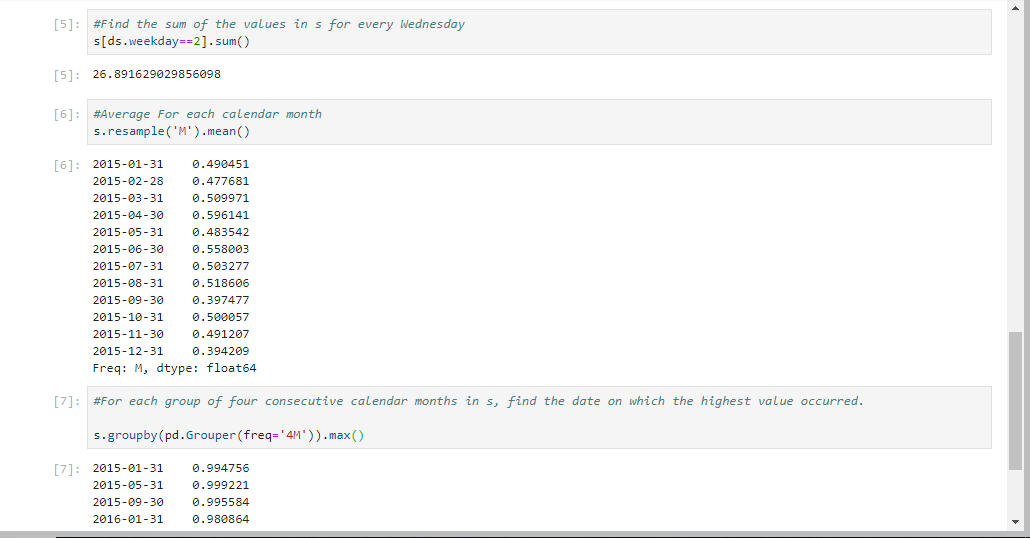 [5]: #Find the sum of the values in s for every Wednesday
s[ds.weekday==2].sum()
[5]: 26.891629029856098
[6]: #Average For each calendar month
s.resample('M').mean()
[6]: 2015-01-31    0.490451
2015-02-28    0.477681
2015-03-31    0.509971
2015-04-30    0.596141
2015-05-31    0.483542
2015-06-30    0.558003
2015-07-31    0.503277
2015-08-31    0.518606
2015-09-30    0.397477
2015-10-31    0.500057
2015-11-30    0.491207
2015-12-31    0.394209
Freq: M, dtype: float64
[7]: #For each group of four consecutive calendar months in s, find the date on which the highest value occurred.
s.groupby(pd.Grouper(freq='4M')).max()
[7]: 2015-01-31    0.994756
2015-05-31    0.999221
2015-09-30    0.995584
2016-01-31    0.980864